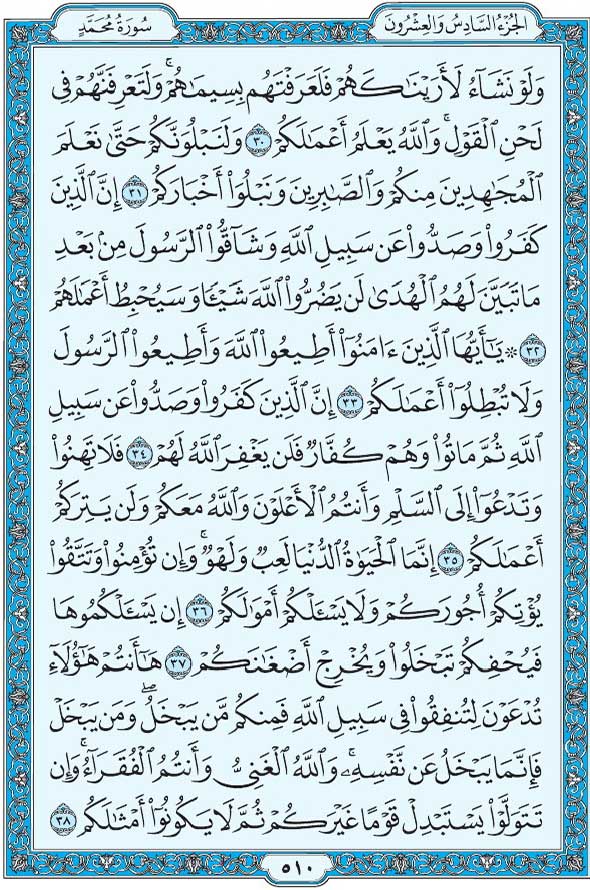 الجُزْءُ السَّادِسُ وَالعِشْرُونَ
سُورَةُ مُحَمَّدٍ
وَلَوْ نَشَآءُ لَأَرَيْنَٰكَهُمْ فَلَعَرَفْتَهُم بِسِيمَٰهُمْ ۚ وَلَتَعْرِفَنَّهُمْ فِى
لَحْنِ ٱلْقَوْلِ ۚ وَٱللَّهُ يَعْلَمُ أَعْمَٰلَكُمْ ٣٠ وَلَنَبْلُوَنَّكُمْ حَتَّىٰ نَعْلَمَ
ٱلْمُجَٰهِدِينَ مِنكُمْ وَٱلصَّٰبِرِينَ وَنَبْلُوَا۟ أَخْبَارَكُمْ ٣١ إِنَّ ٱلَّذِينَ
كَفَرُوا۟ وَصَدُّوا۟ عَن سَبِيلِ ٱللَّهِ وَشَآقُّوا۟ ٱلرَّسُولَ مِنۢ بَعْدِ
مَا تَبَيَّنَ لَهُمُ ٱلْهُدَىٰ لَن يَضُرُّوا۟ ٱللَّهَ شَيْـًٔا وَسَيُحْبِطُ أَعْمَٰلَهُمْ
٣٢ ۞ يَٰٓأَيُّهَا ٱلَّذِينَ ءَامَنُوٓا۟ أَطِيعُوا۟ ٱللَّهَ وَأَطِيعُوا۟ ٱلرَّسُولَ
وَلَا تُبْطِلُوٓا۟ أَعْمَٰلَكُمْ ٣٣ إِنَّ ٱلَّذِينَ كَفَرُوا۟ وَصَدُّوا۟ عَن سَبِيلِ
ٱللَّهِ ثُمَّ مَاتُوا۟ وَهُمْ كُفَّارٌ فَلَن يَغْفِرَ ٱللَّهُ لَهُمْ ٣٤ فَلَا تَهِنُوا۟
وَتَدْعُوٓا۟ إِلَى ٱلسَّلْمِ وَأَنتُمُ ٱلْأَعْلَوْنَ وَٱللَّهُ مَعَكُمْ وَلَن يَتِرَكُمْ
أَعْمَٰلَكُمْ ٣٥ إِنَّمَا ٱلْحَيَوٰةُ ٱلدُّنْيَا لَعِبٌ وَلَهْوٌ ۚ وَإِن تُؤْمِنُوا۟ وَتَتَّقُوا۟
يُؤْتِكُمْ أُجُورَكُمْ وَلَا يَسْـَٔلْكُمْ أَمْوَٰلَكُمْ ٣٦ إِن يَسْـَٔلْكُمُوهَا
فَيُحْفِكُمْ تَبْخَلُوا۟ وَيُخْرِجْ أَضْغَٰنَكُمْ ٣٧ هَٰٓأَنتُمْ هَٰٓؤُلَآءِ
تُدْعَوْنَ لِتُنفِقُوا۟ فِى سَبِيلِ ٱللَّهِ فَمِنكُم مَّن يَبْخَلُ ۖ وَمَن يَبْخَلْ
فَإِنَّمَا يَبْخَلُ عَن نَّفْسِهِۦ ۚ وَٱللَّهُ ٱلْغَنِىُّ وَأَنتُمُ ٱلْفُقَرَآءُ ۚ وَإِن
تَتَوَلَّوْا۟ يَسْتَبْدِلْ قَوْمًا غَيْرَكُمْ ثُمَّ لَا يَكُونُوٓا۟ أَمْثَٰلَكُم ٣٨
٥١٠